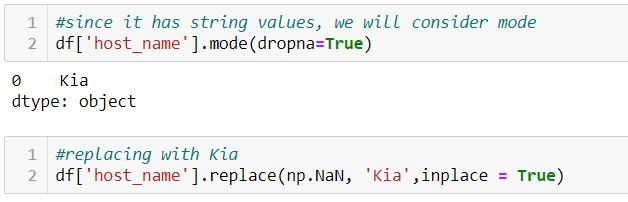 1 #since it has string values, we will consider mode
2 df['host_name'].mode(dropna=True)
0    Kia
dtype: object
1 #replacing with Kia
2 df['host_name'].replace(np.NaN, 'Kia',inplace = True)